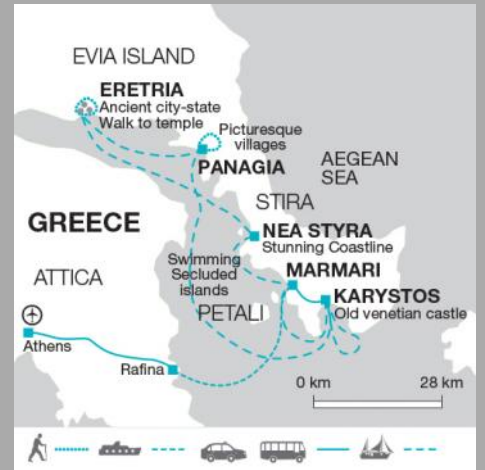 EVIA ISLAND
ERETRIA
Ancient city-state
Walk to temple
Picturesque
villages
PANAGIA
AEGEAN
SEA
STIRA
GREECE
NEA STYRA
Stunning Coastline
Swimming
Secluded
islands
MARMARI
ATTICA
PETALI
KARYSTOS
Old venetian castle
Athens
Rafina
0 km
28 km